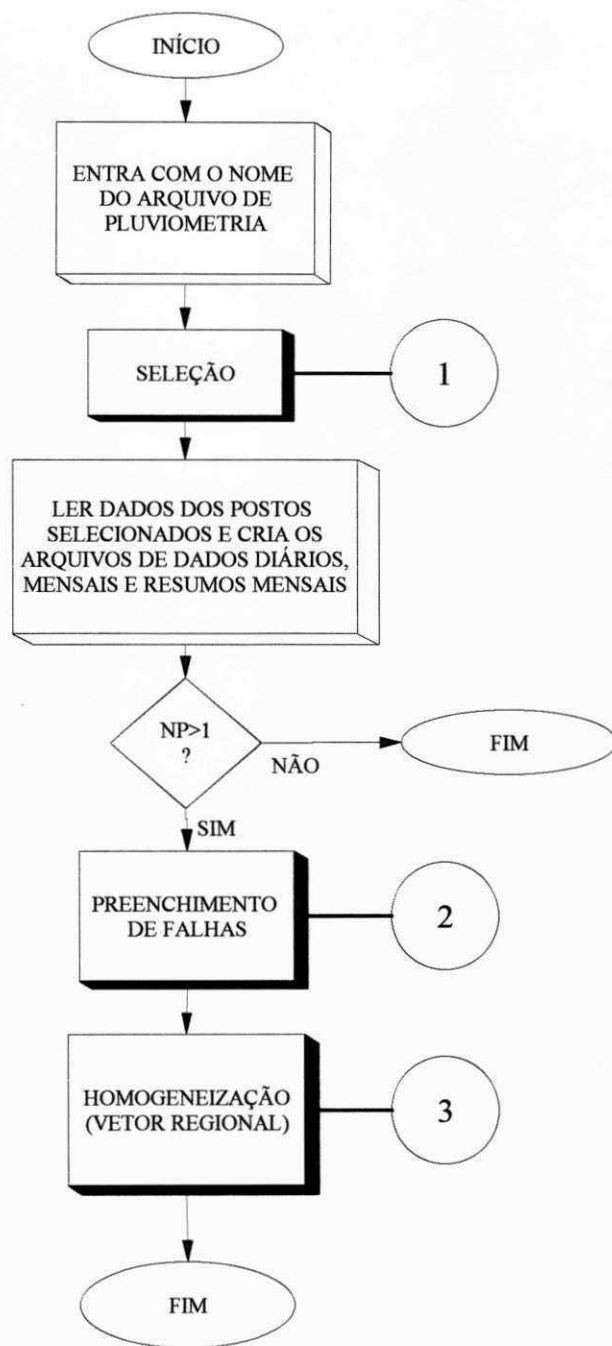 INÍCIO
ENTRA COM O NOME
DO ARQUIVO DE
PLUVIOMETRIA
SELEÇÃO
1
LER DADOS DOS POSTOS
SELECIONADOS E CRIA OS
ARQUIVOS DE DADOS DIÁRIOS,
MENSAIS E RESUMOS MENSAIS
NP>1
?
NÃO
FIM
SIM
PREENCHIMENTO
DE FALHAS
2
HOMOGENEIZAÇÃO
(VETOR REGIONAL)
3
FIM